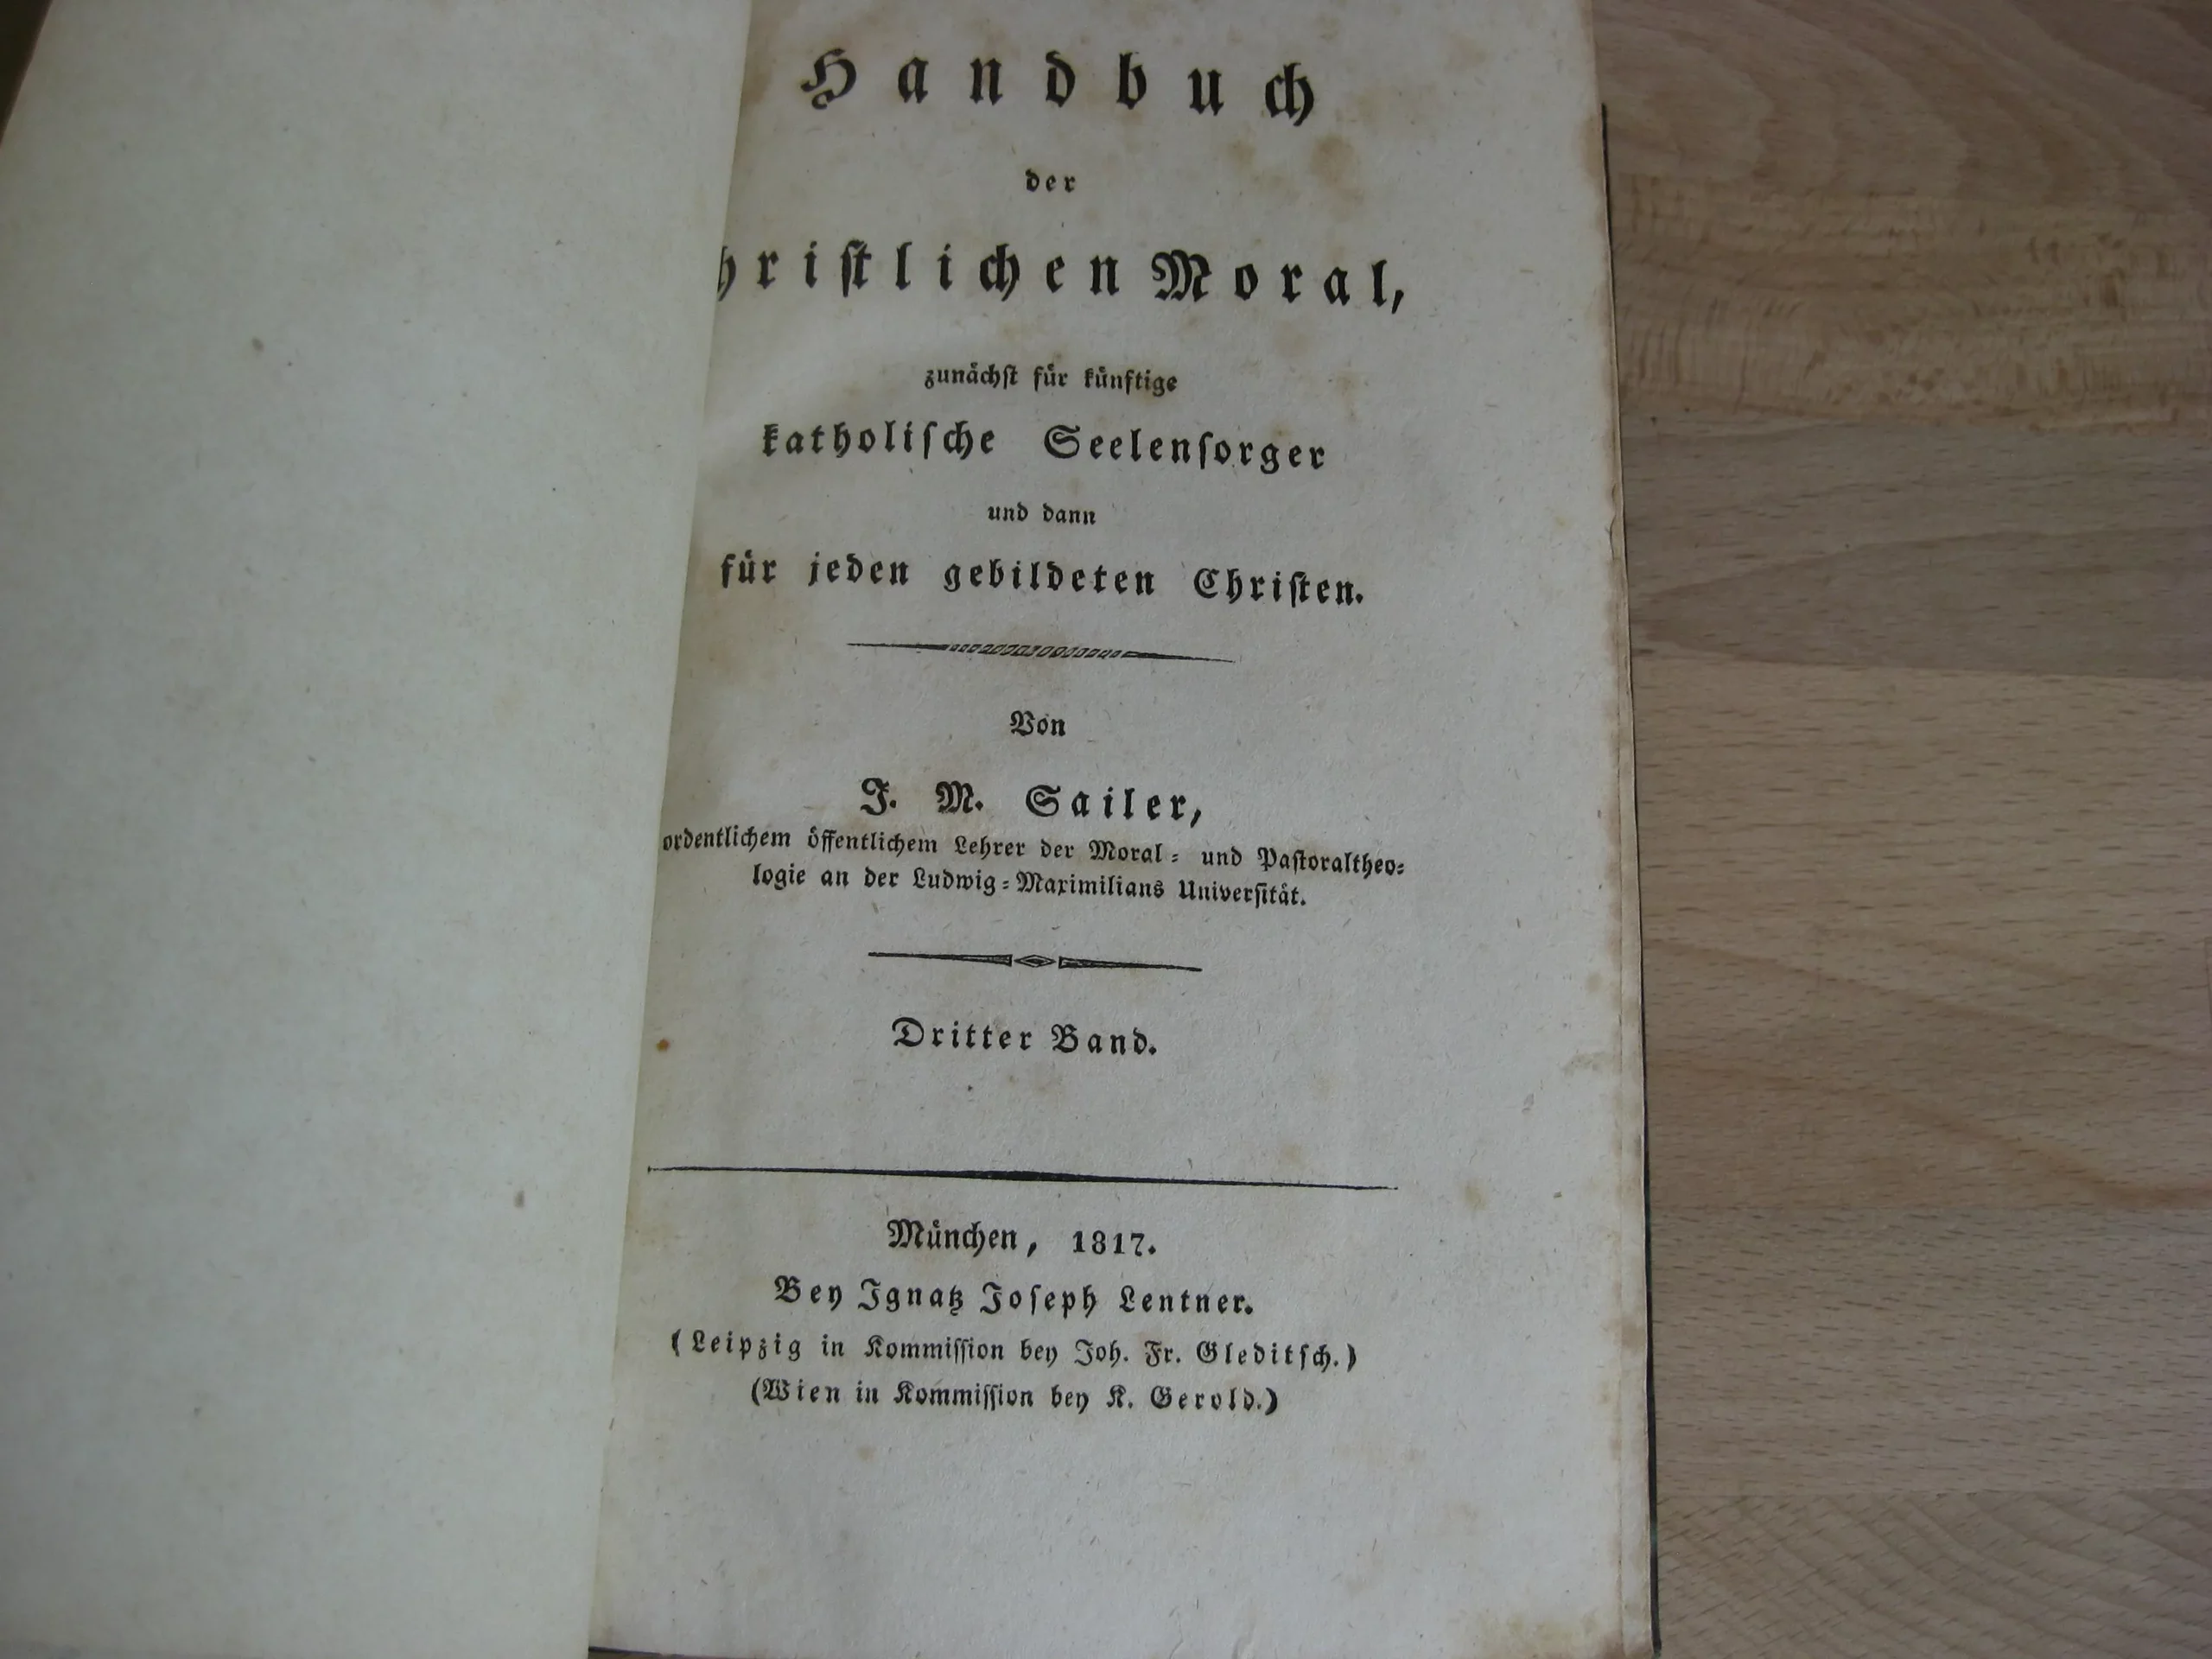 Handbuch
der
hriſtlichen Moral,
zunächſt für künftige
katholiſche Seelenſorger
und dann
für jeden gebildeten Chriſten.
Von
J. M. Sailer,
ordentlichem öffentlichem Lehrer der Moral- und Paſtoraltheo-
logie an der Ludwig-Maximilians Univerſität.
Dritter Band.
München, 1817.
Bey Ignatz Joſeph Lentner.
(Leipzig in Kommiſſion bey Joh. Fr. Gleditſch.)
(Wien in Kommiſſion bey K. Gerold.)